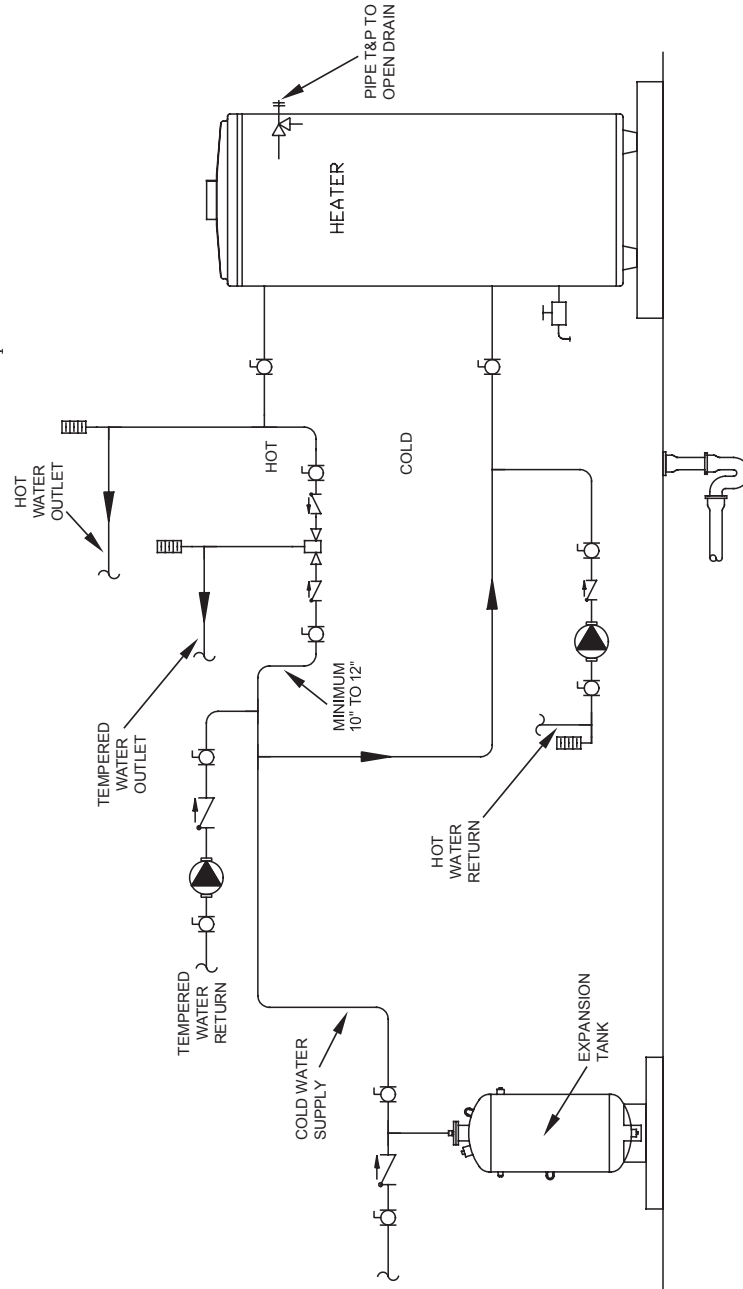 HOT
WATER
OUTLET
TEMPERED
WATER
OUTLET
TEMPERED
WATER
RETURN
COLD WATER
SUPPLY
MINIMUM
10" TO 12"
HOT
COLD
HOT
WATER
RETURN
EXPANSION
TANK
HEATER
PIPE T&P TO
OPEN DRAIN